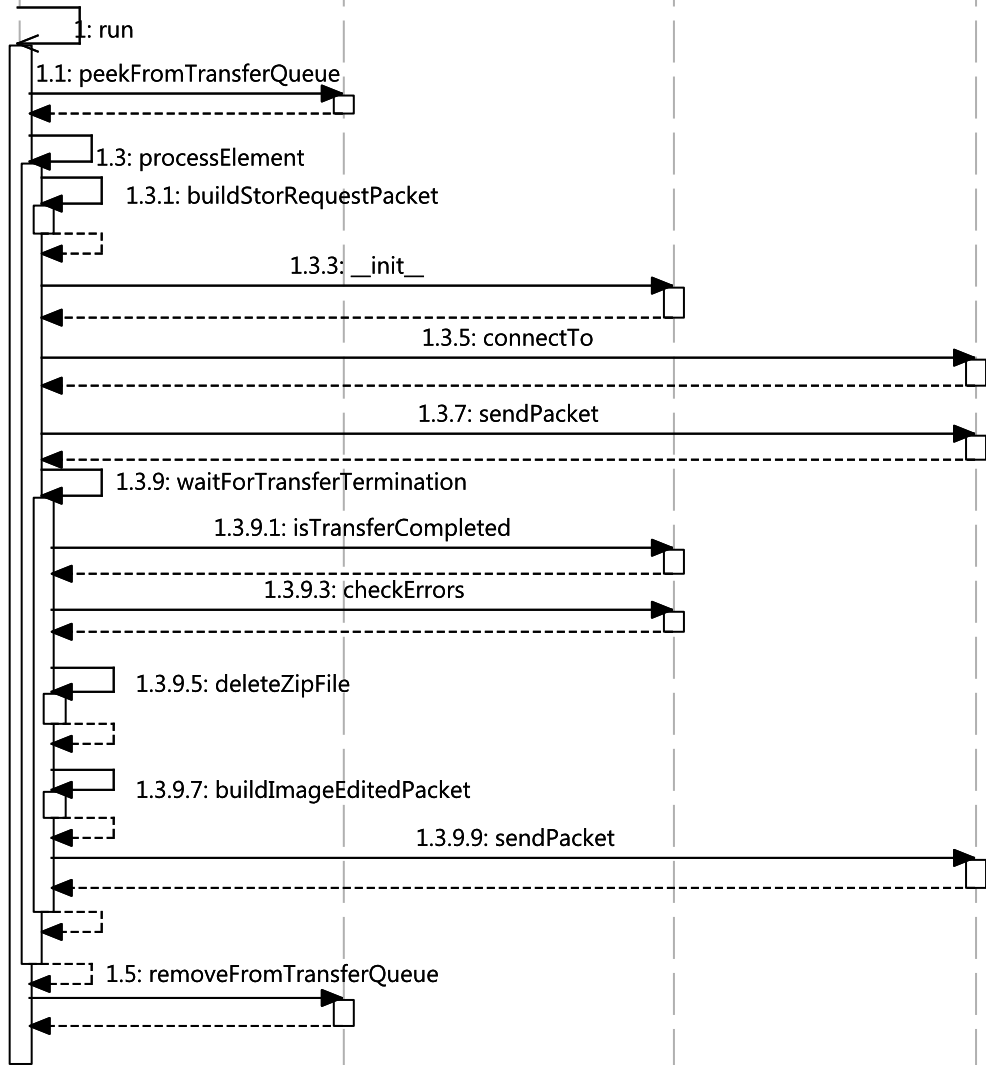 1: run
1.1: peekFromTransferQueue
1.3: processElement
1.3.1: buildStorRequestPacket
1.3.3: __init__
1.3.5: connectTo
1.3.7: sendPacket
1.3.9: waitForTransferTermination
1.3.9.1: isTransferCompleted
1.3.9.3: checkErrors
1.3.9.5: deleteZipFile
1.3.9.7: buildImageEditedPacket
1.3.9.9: sendPacket
1.5: removeFromTransferQueue